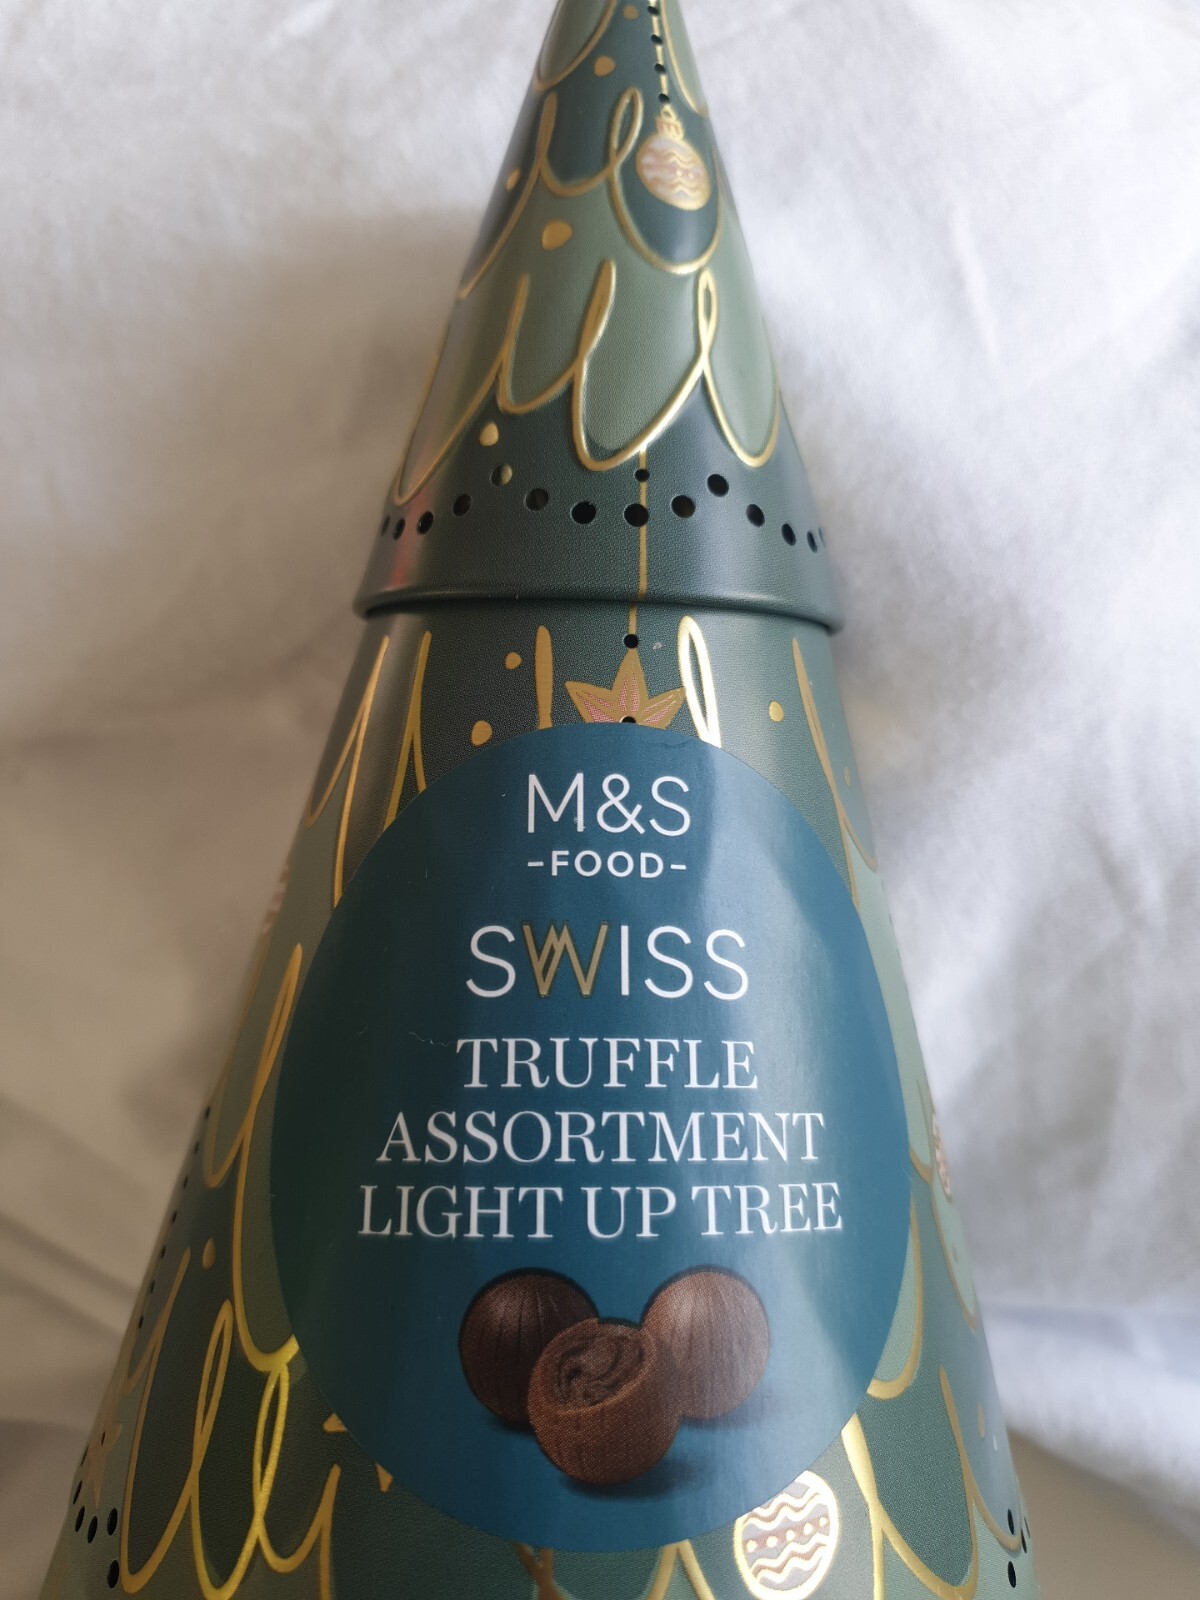 M&S
-FOOD-
SWISS
TRUFFLE
ASSORTMENT
LIGHT UP TREE